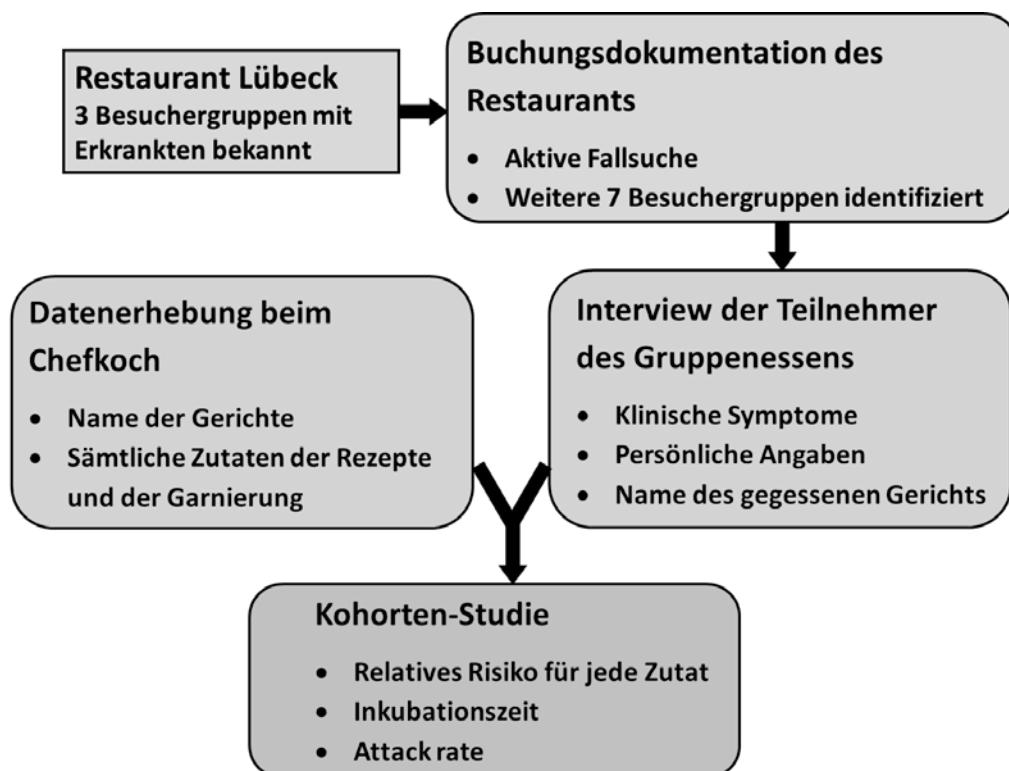 Restaurant Lübeck
3 Besuchergruppen mit
Erkrankten bekannt
Buchungsdokumentation des
Restaurants
• Aktive Fallsuche
• Weitere 7 Besuchergruppen identifiziert
Datenerhebung beim
Chefkoch
• Name der Gerichte
• Sämtliche Zutaten der Rezepte
und der Garnierung
Interview der Teilnehmer
des Gruppenessens
• Klinische Symptome
• Persönliche Angaben
• Name des gegessenen Gerichts
Kohorten-Studie
• Relatives Risiko für jede Zutat
• Inkubationszeit
• Attack rate